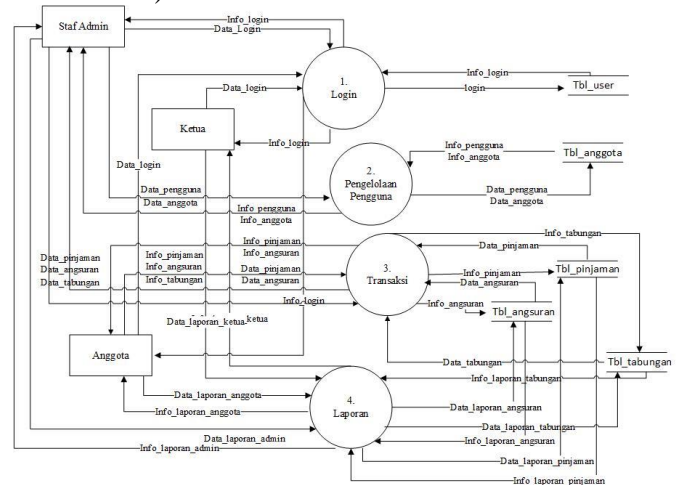 Info_login
Staf Admin
Data_Login
1.
Login
Info_login
login
Tbl_user
Data_login
Ketua
Info_login
Data_login
Info_pengguna
Info_anggota
Tbl_anggota
2.
Pengelolaan
Pengguna
Data_pengguna
Data_anggota
Data_pengguna
Data_anggota
Info_pengguna
Info_anggota
Info_tabungan
Data_pinjaman
Info_pinjaman
Info_angsuran
Data_pinjaman
Data_angsuran
Data_tabungan
Info_pinjaman
Info_angsuran
Info_tabungan
Data_pinjaman
Data_angsuran
3.
Transaksi
Info_pinjaman
Data_angsuran
Tbl_pinjaman
Info_login
Info_angsuran
Tbl_angsuran
Data_laporan_ketua
ketua
Anggota
Data_tabungan
Tbl_tabungan
Info_laporan_tabungan
Data_laporan_anggota
Info_laporan_anggota
4.
Laporan
Data_laporan_angsuran
Data_laporan_tabungan
Data_laporan_admin
Info_laporan_admin
Info_laporan_angsuran
Data_laporan_pinjaman
Info_laporan_pinjaman